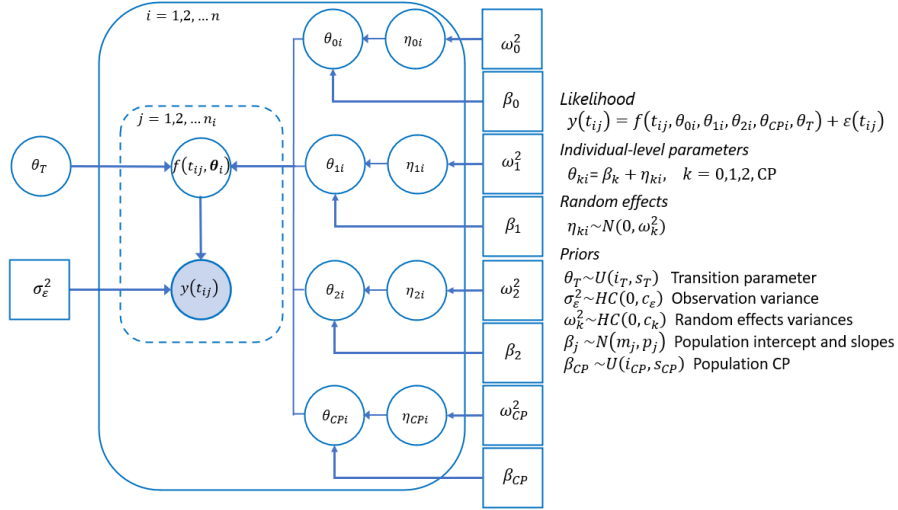 i = 1,2, … n
j = 1,2, … nᵢ
θ_T
f(t_ij, 𝜽_i)
σ_ε^2
y(t_ij)
θ_0i
η_0i
ω_0^2
β_0
θ_1i
η_1i
ω_1^2
β_1
θ_2i
η_2i
ω_2^2
β_2
θ_CPi
η_CPi
ω_CP^2
β_CP
Likelihood
y(t_ij) = f(t_ij, θ_0i, θ_1i, θ_2i, θ_CPi, θ_T) + ε(t_ij)
Individual-level parameters
θ_ki= β_k + η_ki, k = 0,1,2, CP
Random effects
η_ki~N(0, ω_k^2)
Priors
θ_T~U(i_T, s_T) Transition parameter
σ_ε^2~HC(0, c_ε) Observation variance
ω_k^2~HC(0, c_k) Random effects variances
β_j ~N(m_j, p_j) Population intercept and slopes
β_CP ~U(i_CP, s_CP) Population CP